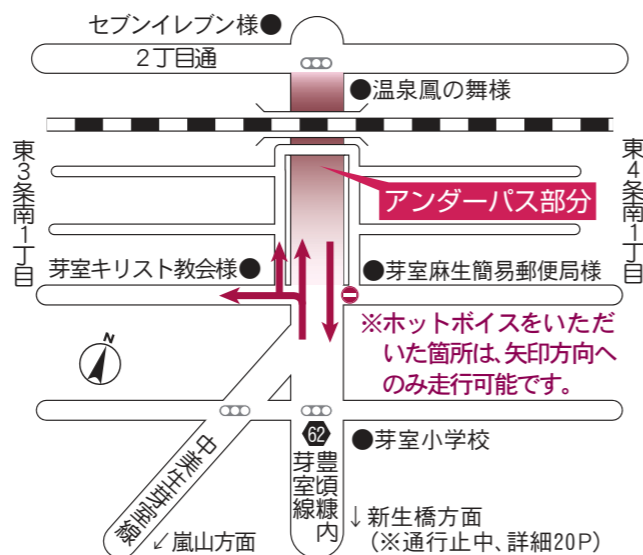 セブンイレブン様●
2丁目通
●温泉鳳の舞様
東3条南1丁目
東4条南1丁目
アンダーパス部分
芽室キリスト教会様●
●芽室麻生簡易郵便局様
※ホットボイスをいただ
いた箇所は、矢印方向へ
のみ走行可能です。
N
62
●芽室小学校
中美生芽室線
豊頃糠内
芽室線
↙嵐山方面
↓新生橋方面
(※通行止中、詳細20P)